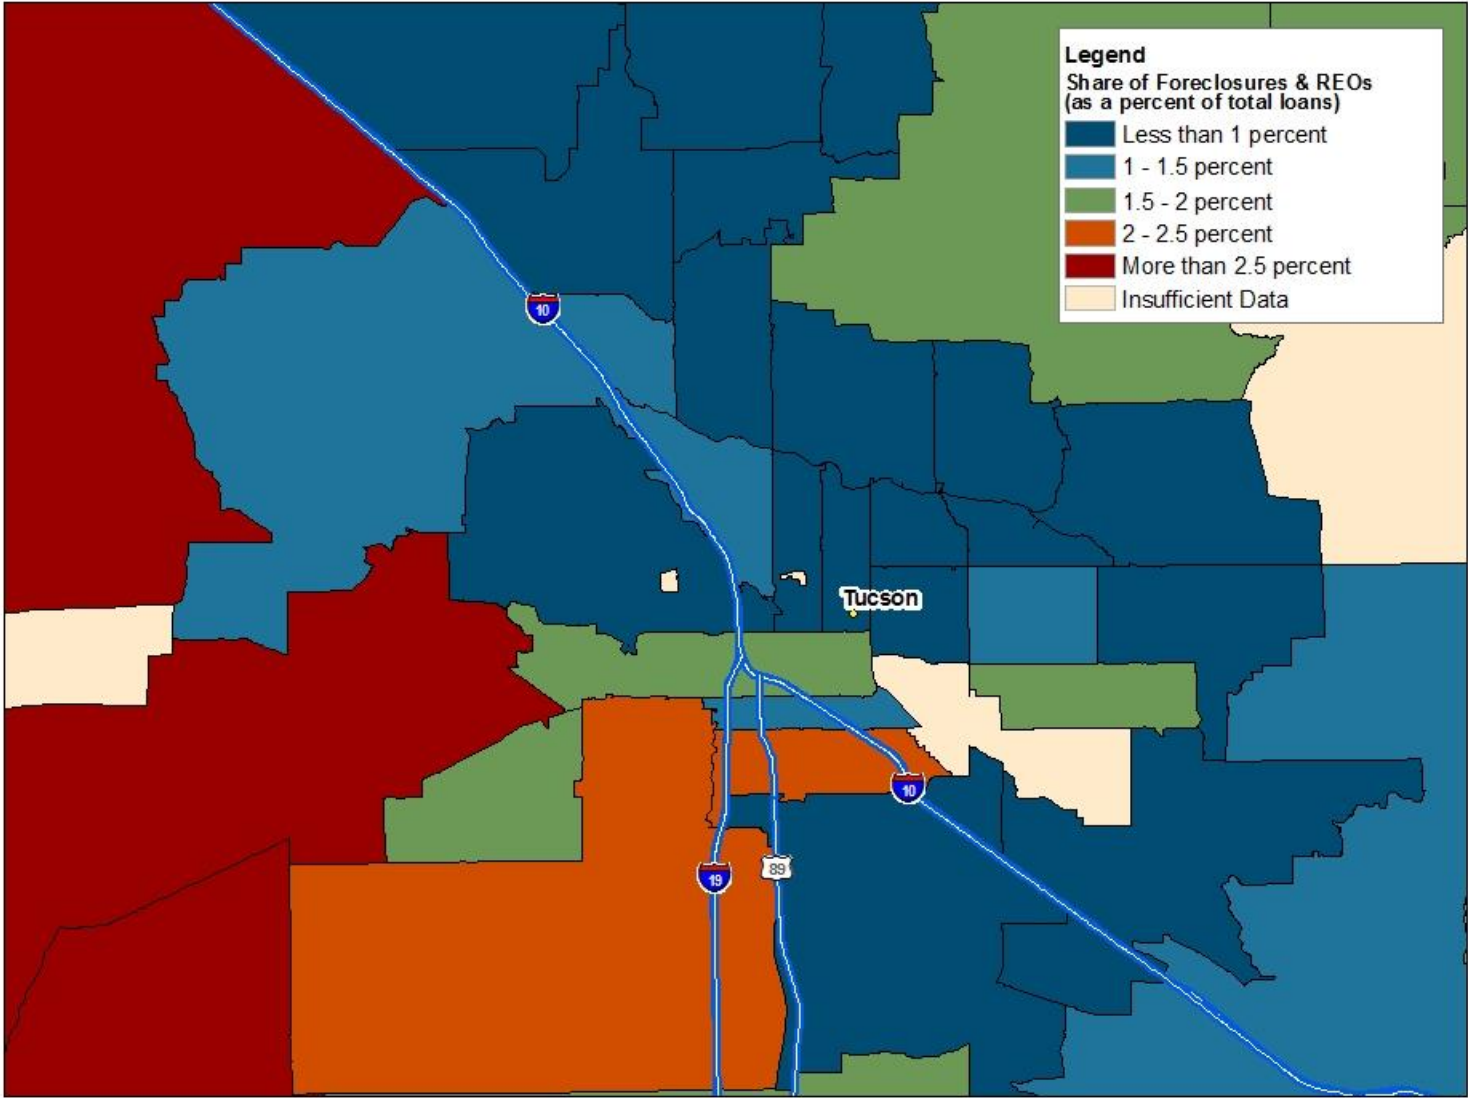 Legend
Share of Foreclosures & REOs
(as a percent of total loans)
Less than 1 percent
1 - 1.5 percent
1.5 - 2 percent
2 - 2.5 percent
More than 2.5 percent
Insufficient Data
10
Tucson
10
19
89